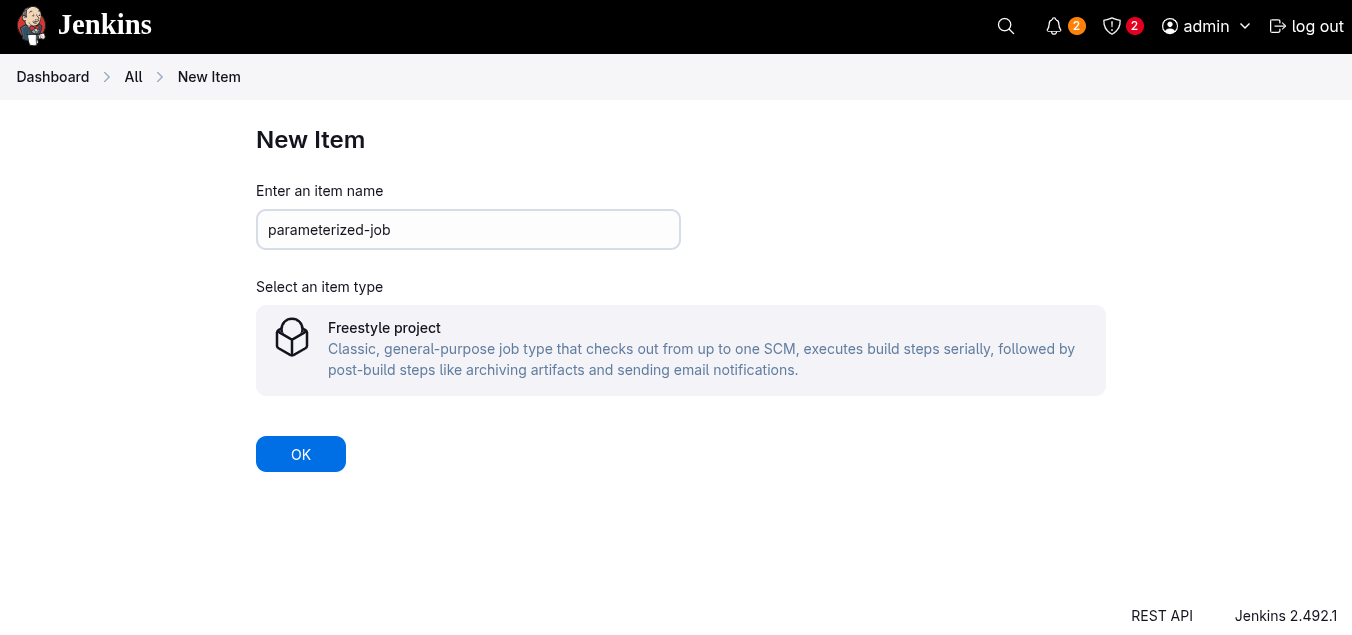 Jenkins
2
2
admin
log out
Dashboard
All
New Item
New Item
Enter an item name
parameterized-job
Select an item type
Freestyle project
Classic, general-purpose job type that checks out from up to one SCM, executes build steps serially, followed by
post-build steps like archiving artifacts and sending email notifications.
OK
REST API
Jenkins 2.492.1